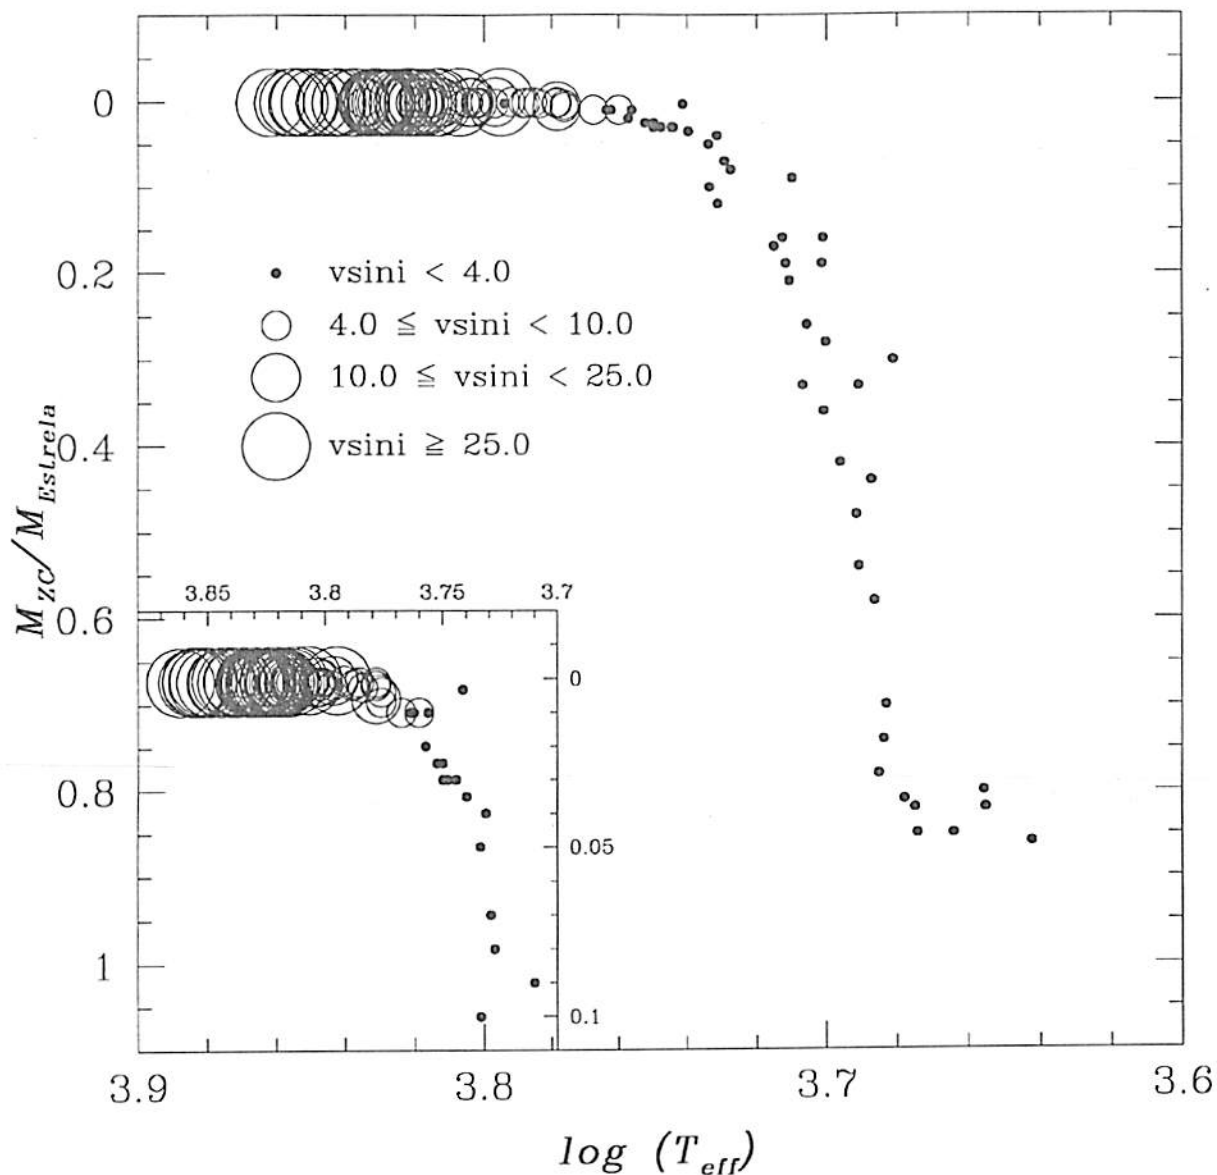 0
0.2
0.4
0.6
0.8
1
M_ZC/M_Estrela
vsini < 4.0
4.0 ≦ vsini < 10.0
10.0 ≦ vsini < 25.0
vsini ≧ 25.0
3.85 3.8 3.75 3.7
0
0.05
0.1
3.9 3.8 3.7 3.6
log (T_eff)